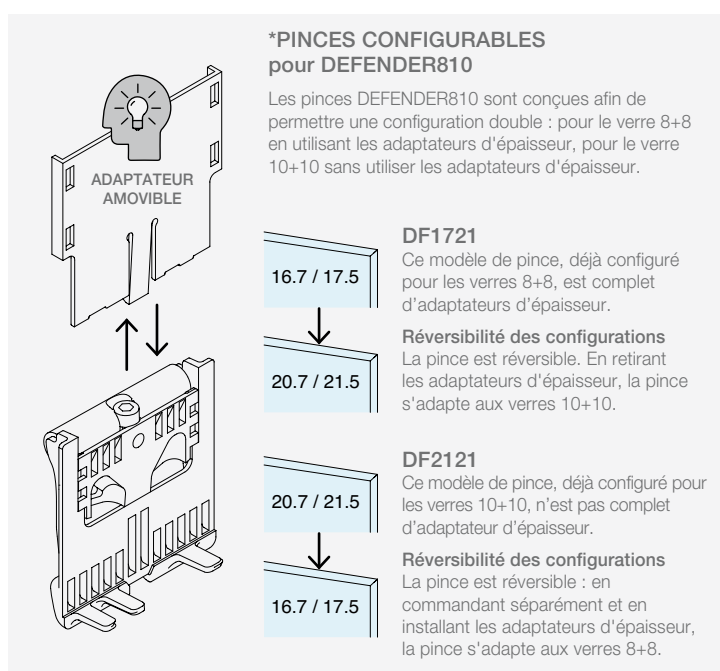 *PINCES CONFIGURABLES
pour DEFENDER810
Les pinces DEFENDER810 sont conçues afin de
permettre une configuration double : pour le verre 8+8
en utilisant les adaptateurs d'épaisseur, pour le verre
10+10 sans utiliser les adaptateurs d'épaisseur.
ADAPTATEUR
AMOVIBLE
16.7 / 17.5
20.7 / 21.5
DF1721
Ce modèle de pince, déjà configuré
pour les verres 8+8, est complet
d’adaptateurs d’épaisseur.
Réversibilité des configurations
La pince est réversible. En retirant
les adaptateurs d'épaisseur, la pince
s'adapte aux verres 10+10.
20.7 / 21.5
16.7 / 17.5
DF2121
Ce modèle de pince, déjà configuré pour
les verres 10+10, n’est pas complet
d’adaptateur d’épaisseur.
Réversibilité des configurations
La pince est réversible : en
commandant séparément et en
installant les adaptateurs d'épaisseur,
la pince s'adapte aux verres 8+8.